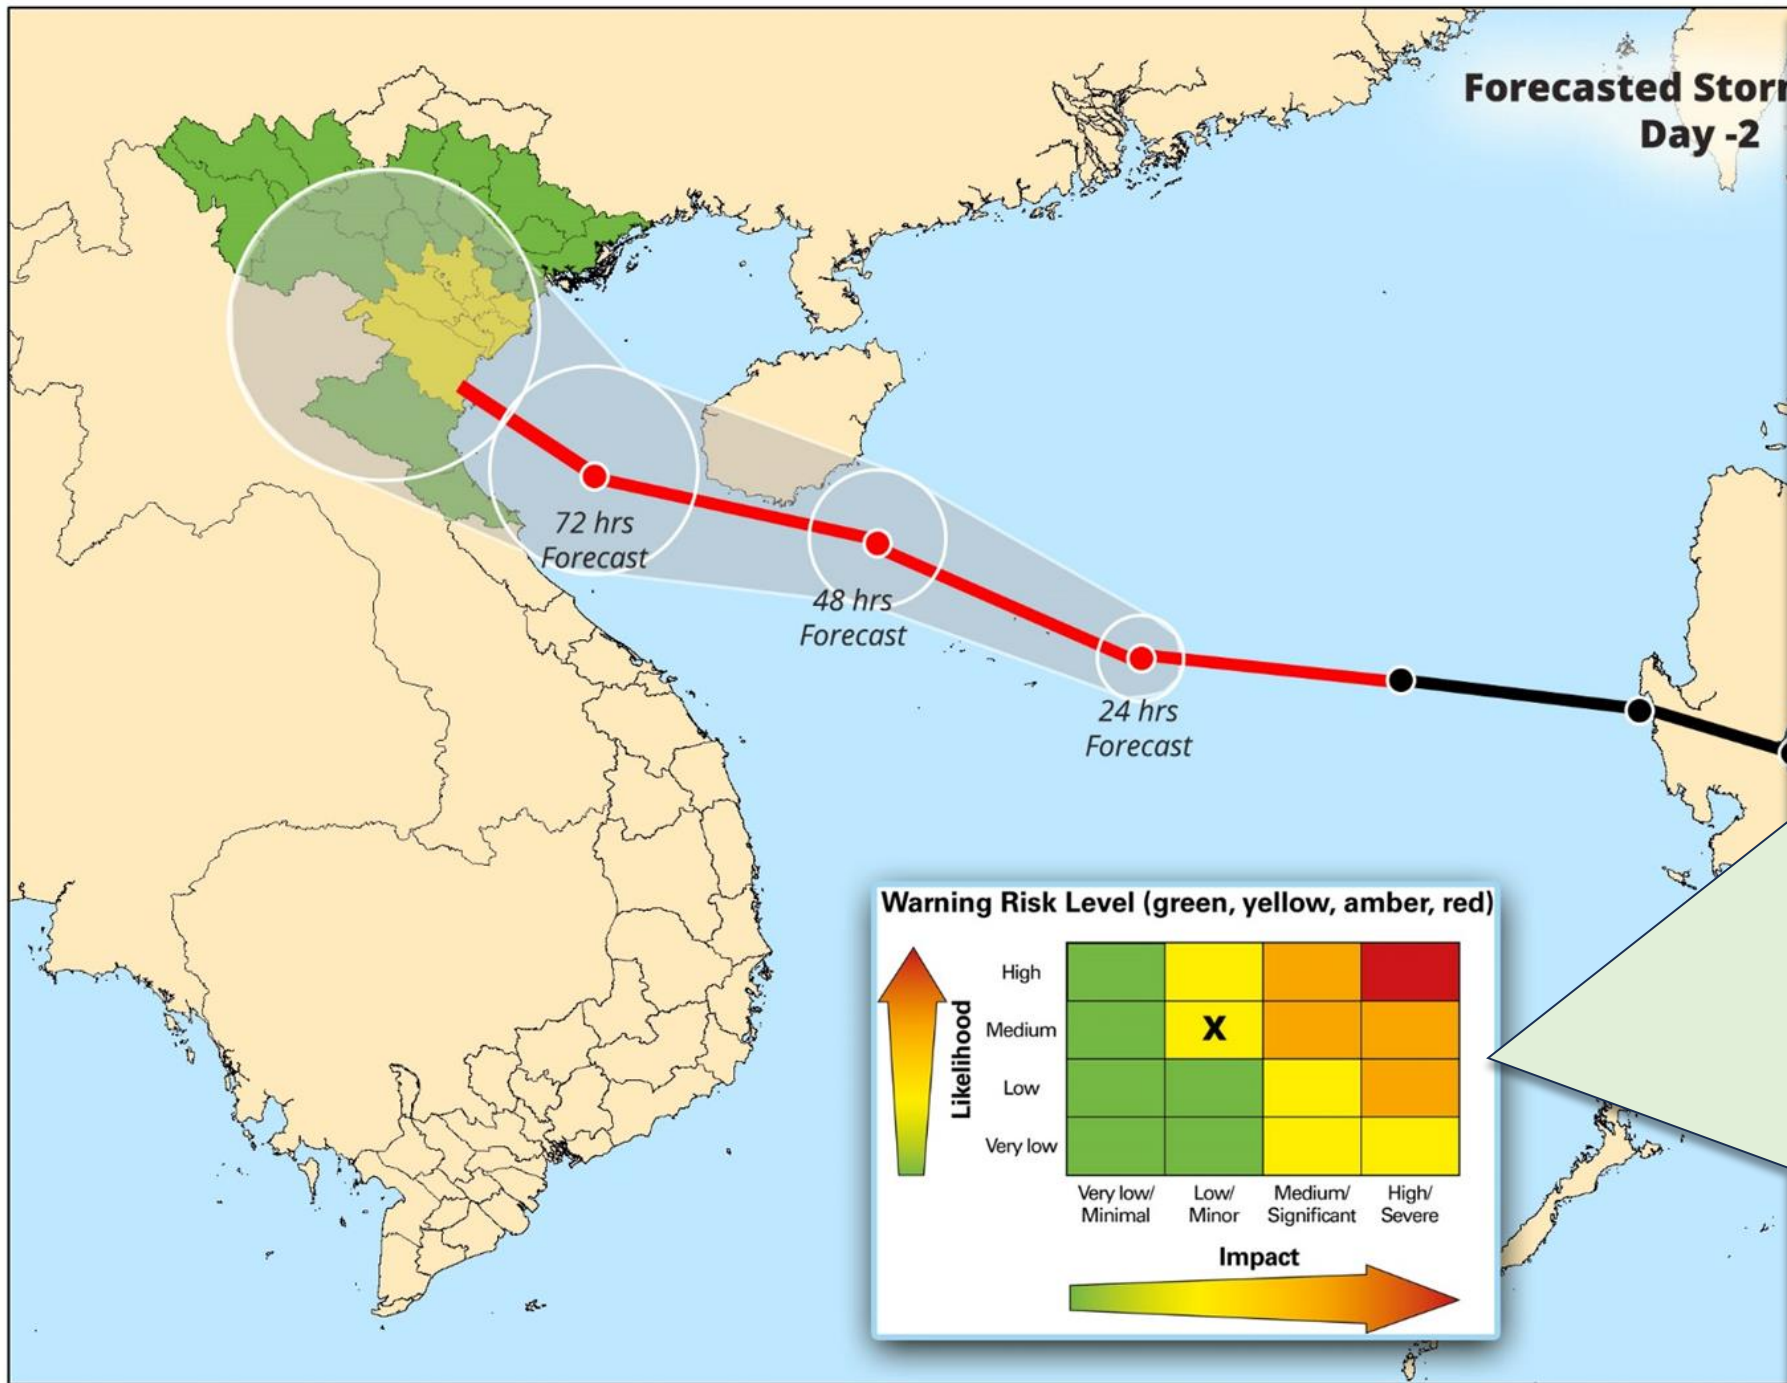 Forecasted Stor
Day -2
72 hrs
Forecast
48 hrs
Forecast
24 hrs
Forecast
Warning Risk Level (green, yellow, amber, red)
High
Medium
X
Low
Very low
Likelihood
Very low/
Minimal
Low/
Minor
Medium/
Significant
High/
Severe
Impact